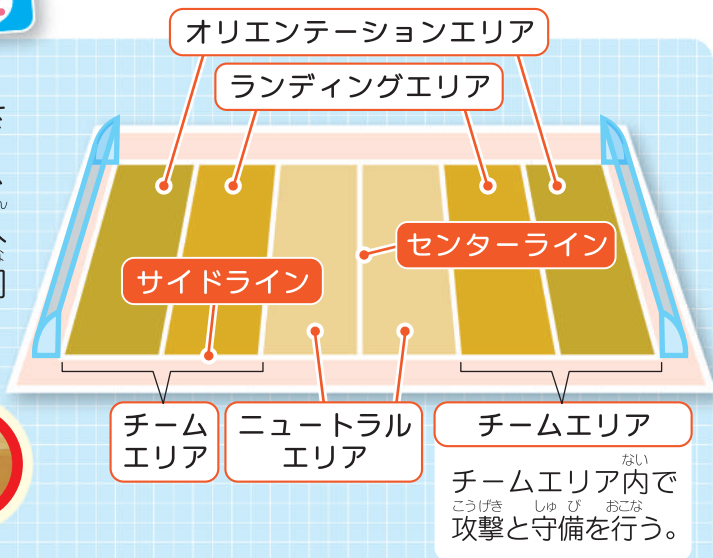 オリエンテーションエリア
ランディングエリア
センターライン
サイドライン
チーム
エリア
ニュートラル
エリア
チームエリア
チームエリア内で
攻撃と守備を行う。